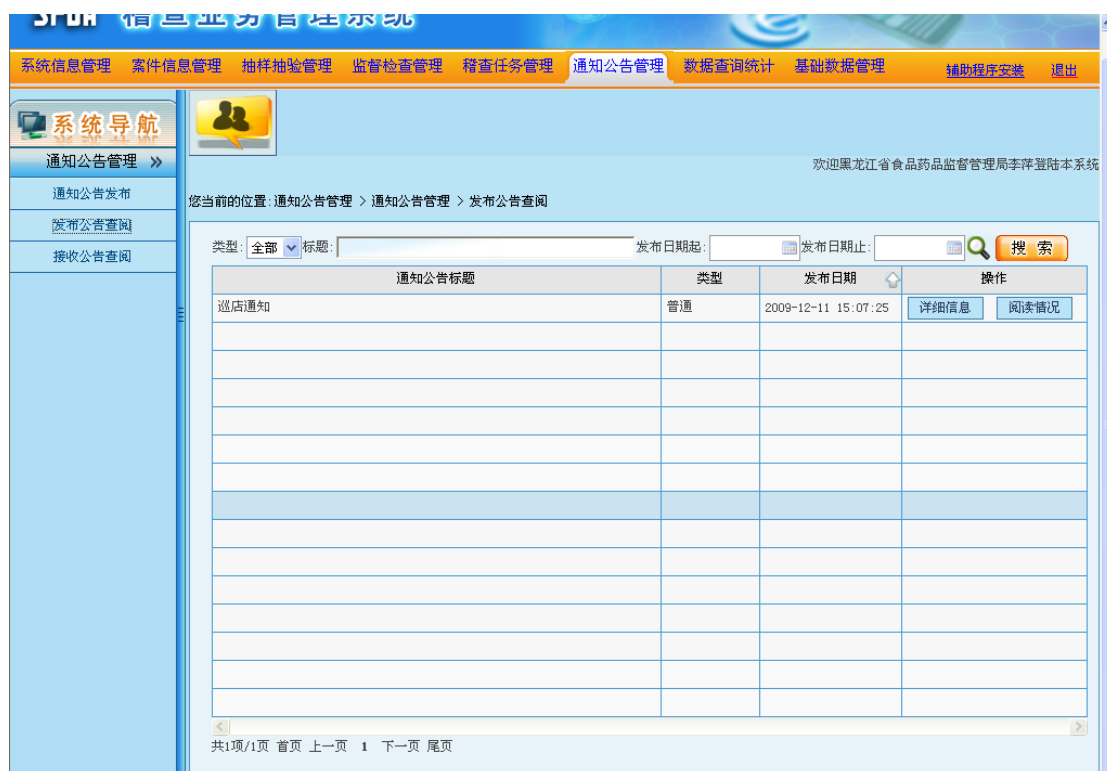 SFDA 稽查业务管理系统
系统信息管理 案件信息管理 抽样抽验管理 监督检查管理 稽查任务管理 通知公告管理 数据查询统计 基础数据管理 辅助程序安装 退出
系统导航
通知公告管理 »
通知公告发布
发布公告查阅
接收公告查阅
欢迎黑龙江省食品药品监督管理局李萍登陆本系统
您当前的位置:通知公告管理 > 通知公告管理 > 发布公告查阅
类型: 全部 标题: 发布日期起: 发布日期止: 搜 索
通知公告标题 类型 发布日期 操作
巡店通知 普通 2009-12-11 15:07:25 详细信息 阅读情况
共1项/1页 首页 上一页 1 下一页 尾页